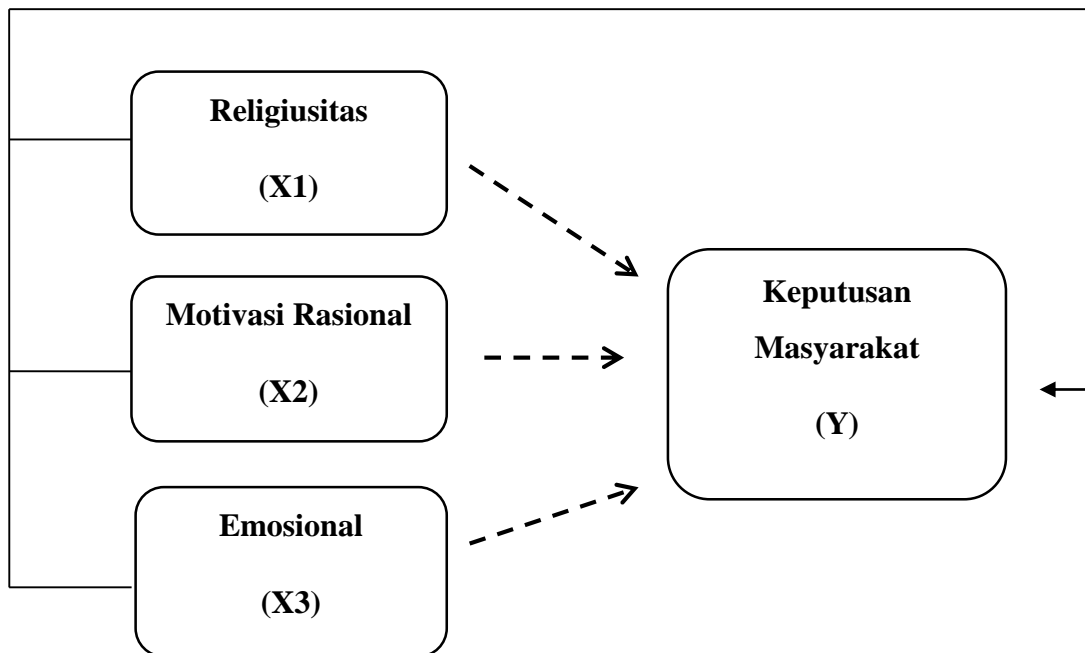 Religiusitas
(X1)
Motivasi Rasional
(X2)
Emosional
(X3)
Keputusan
Masyarakat
(Y)